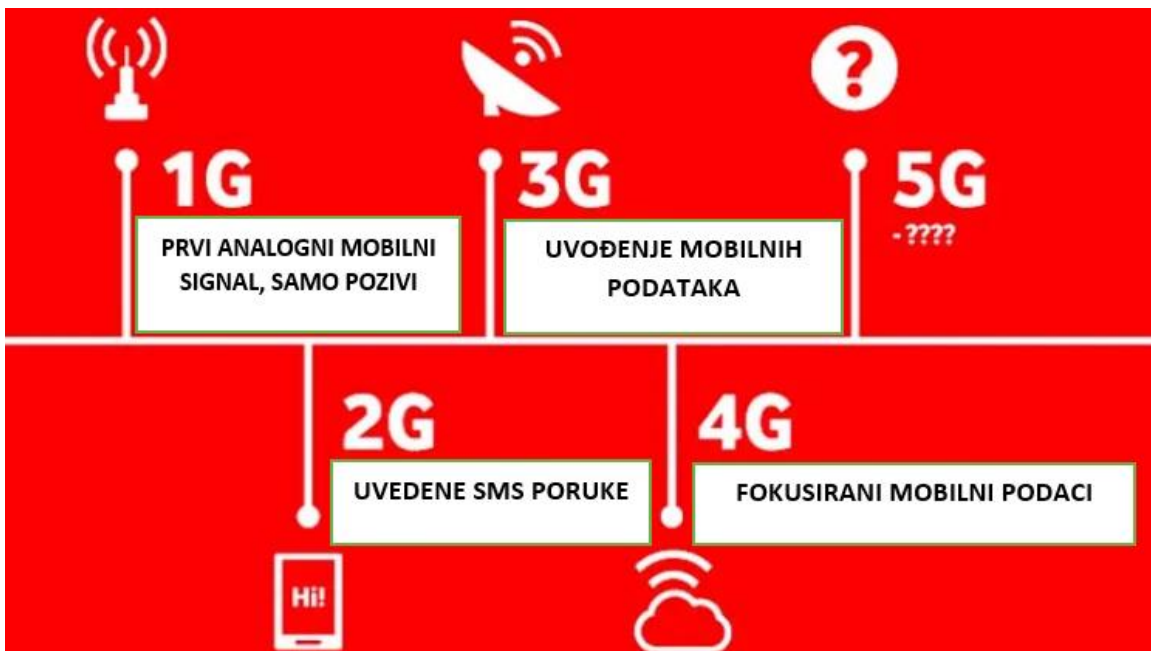 1G
PRVI ANALOGNI MOBILNI
SIGNAL, SAMO POZIVI
2G
UVEDENE SMS PORUKE
Hi!
3G
UVOĐENJE MOBILNIH
PODATAKA
4G
FOKUSIRANI MOBILNI PODACI
?
5G
- ????